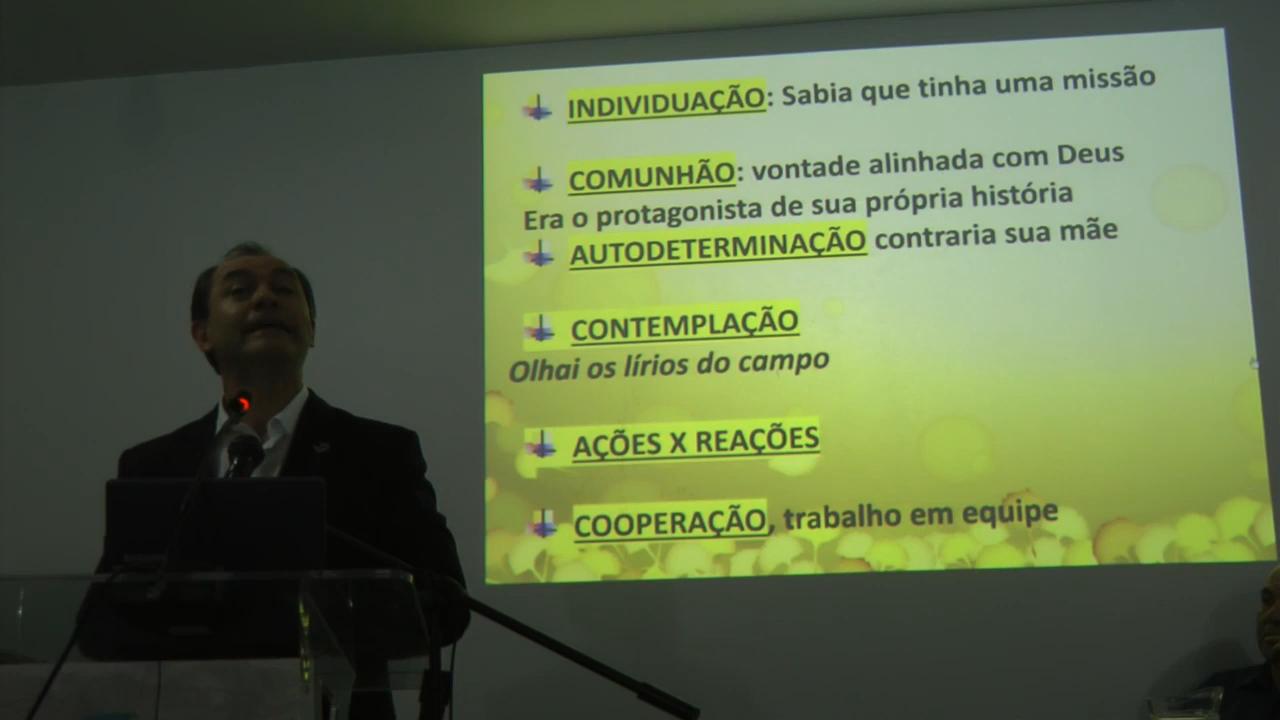 INDIVIDUAÇÃO: Sabia que tinha uma missão
COMUNHÃO: vontade alinhada com Deus
Era o protagonista de sua própria história
AUTODETERMINAÇÃO contraria sua mãe
CONTEMPLAÇÃO
Olhai os lírios do campo
AÇÕES X REAÇÕES
COOPERAÇÃO, trabalho em equipe